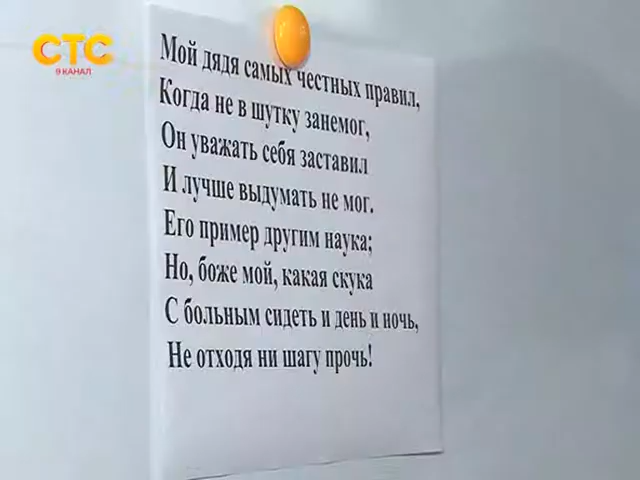 СТС
9 КАНАЛ
Мой дядя самых честных правил,
Когда не в шутку занемог,
Он уважать себя заставил
И лучше выдумать не мог.
Его пример другим наука;
Но, боже мой, какая скука
С больным сидеть и день и ночь,
Не отходя ни шагу прочь!